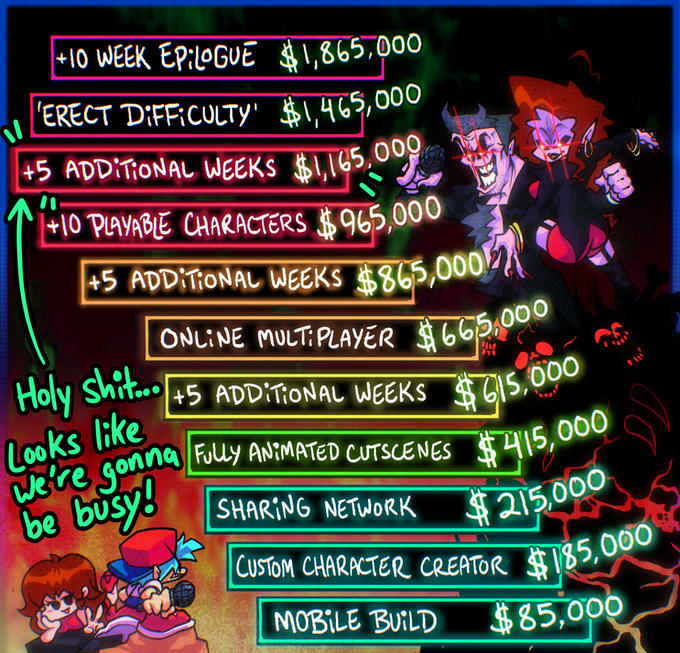 +10 WEEK EPiLOGUE $1,865,000
'ERECT DiFFiCULTY' $1,465,000
+5 ADDiTiONAL WEEKS $1,165,000
+10 PLAYABLE CHARACTERS $965,000
+5 ADDiTiONAL WEEKS $865,000
ONLiNE MULTiPLAYER $665,000
+5 ADDiTiONAL WEEKS $615,000
FULLY ANiMATED CUTSCENES $415,000
SHARiNG NETWORK $215,000
CUSTOM CHARACTER CREATOR $185,000
MOBiLE BUiLD $85,000
Holy shit...
Looks like
we're gonna
be busy!